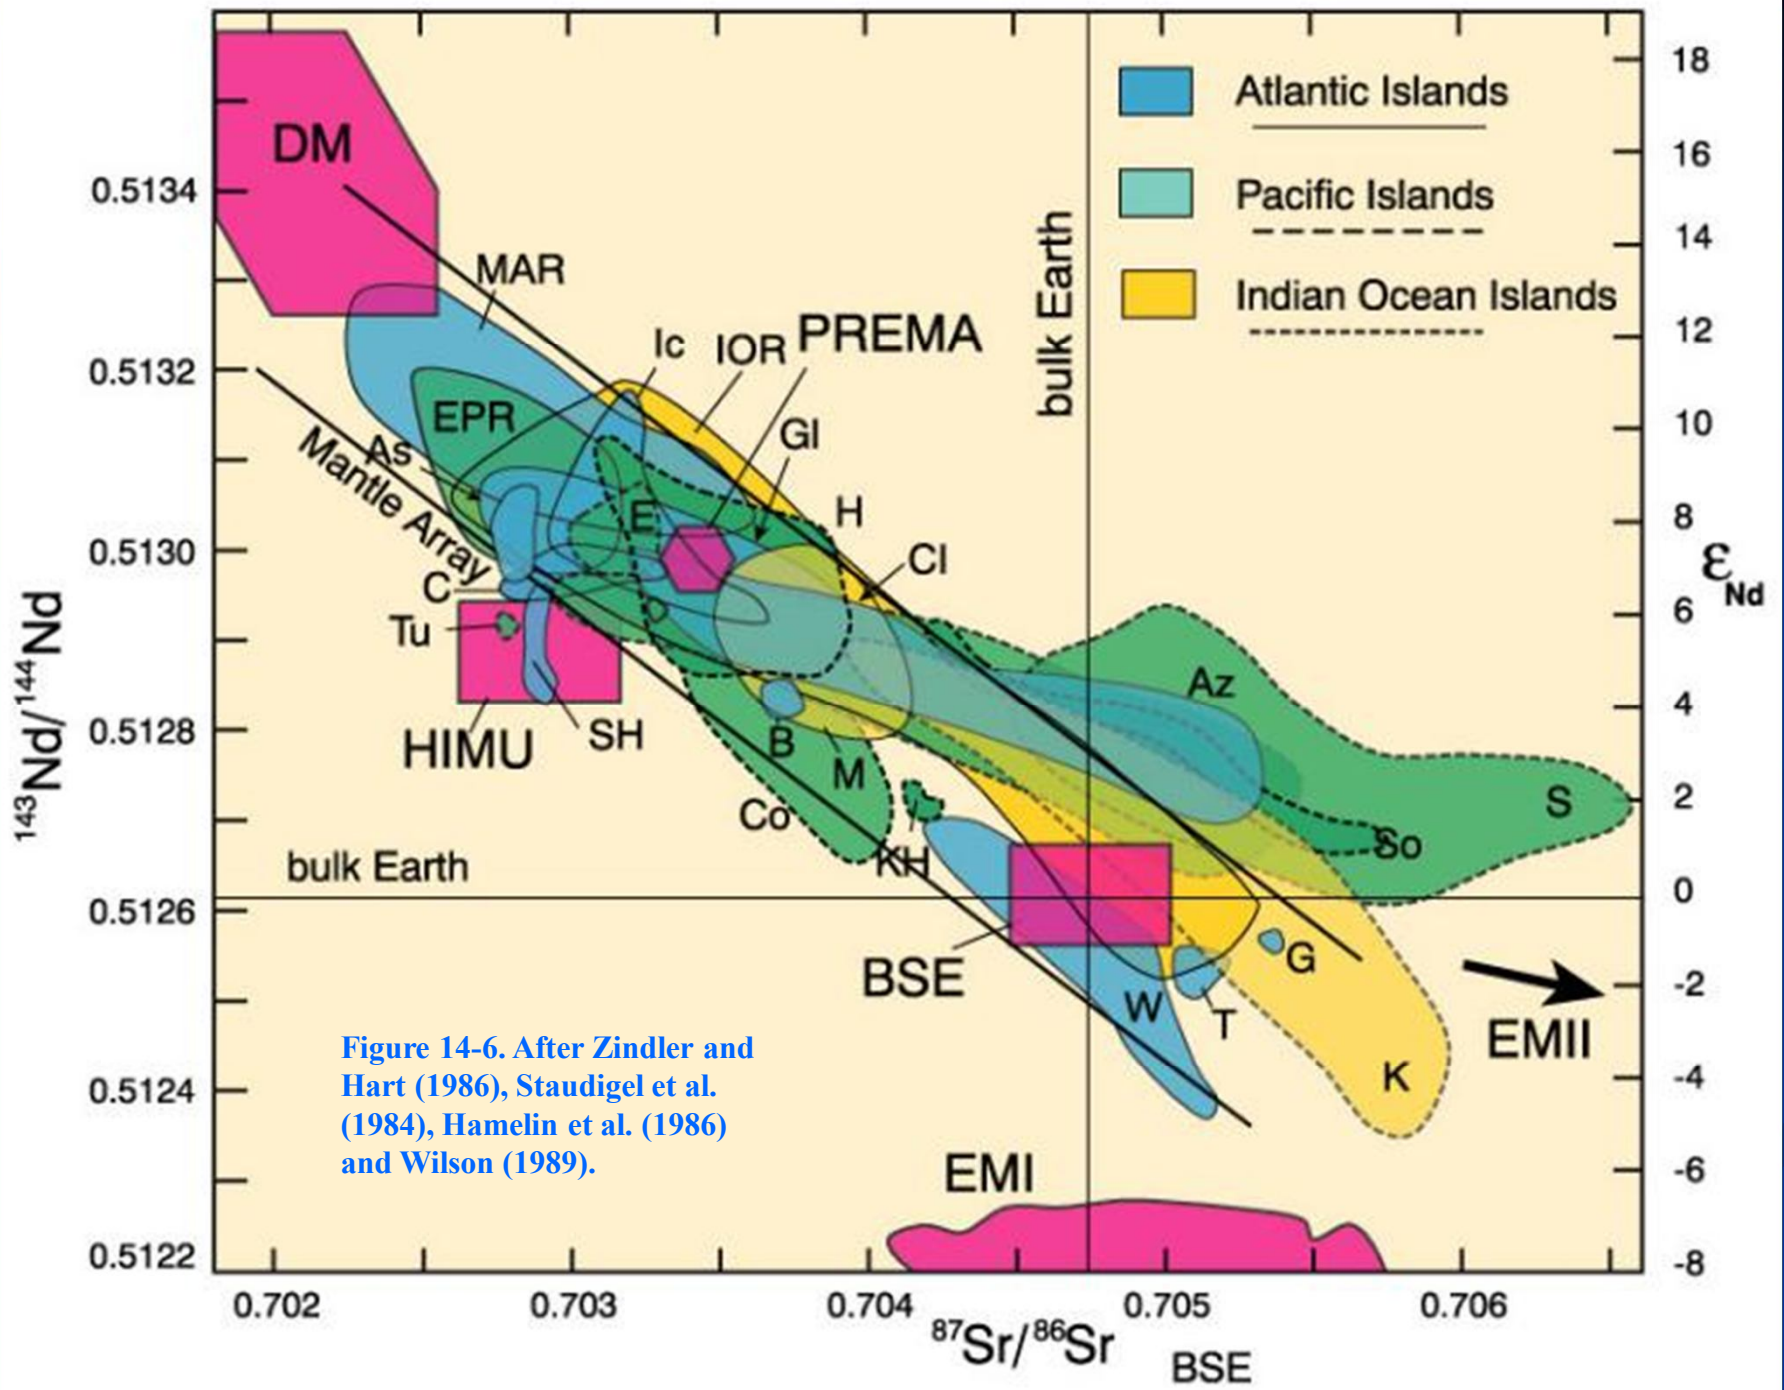 DM
0.5134
0.5132
0.5130
0.5128
0.5126
0.5124
0.5122
143Nd/144Nd
18
16
14
12
10
8
6
4
2
0
-2
-4
-6
-8
εNd
Atlantic Islands
Pacific Islands
Indian Ocean Islands
bulk Earth
MAR
Ic
IOR
PREMA
GI
EPR
As
Mantle Array
E
H
CI
C
Tu
HIMU
SH
B
M
Co
KH
Az
S
So
bulk Earth
BSE
G
W
T
K
EMII
EMI
Figure 14-6. After Zindler and
Hart (1986), Staudigel et al.
(1984), Hamelin et al. (1986)
and Wilson (1989).
0.702
0.703
0.704
0.705
0.706
87Sr/86Sr
BSE